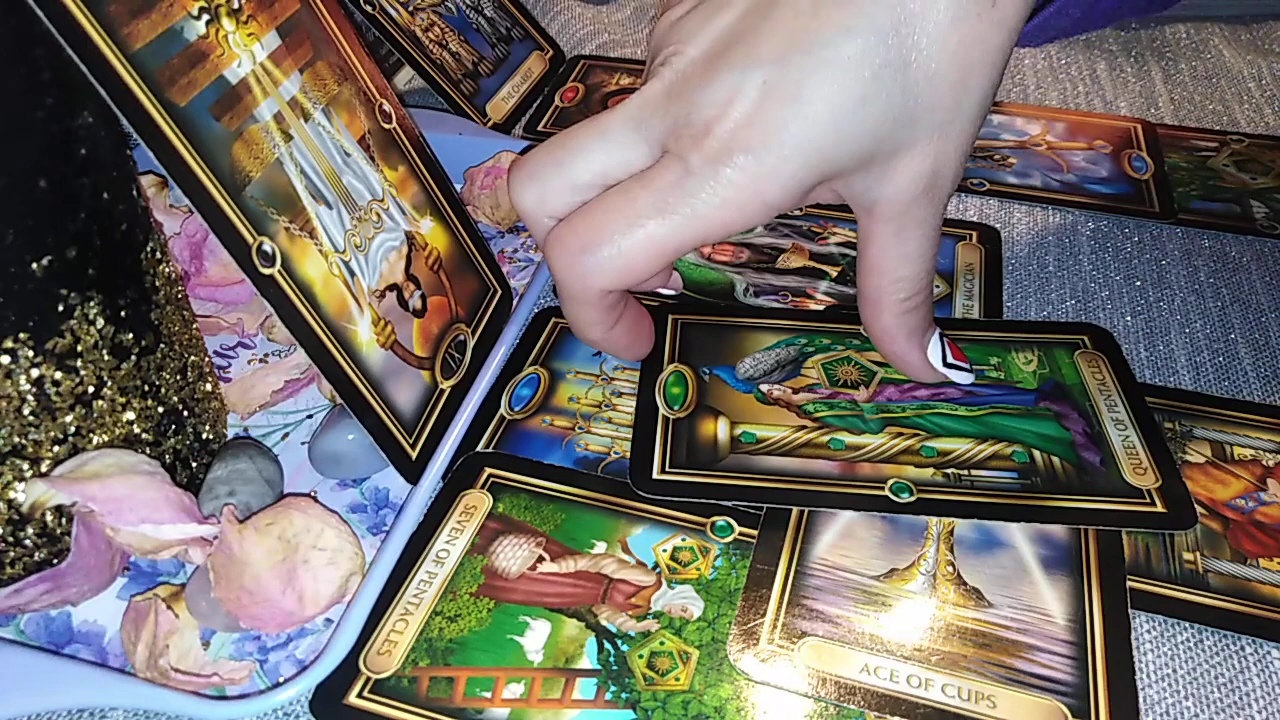 THE CHARIOT
THE MAGICIAN
QUEEN OF PENTACLES
SEVEN OF PENTACLES
ACE OF CUPS